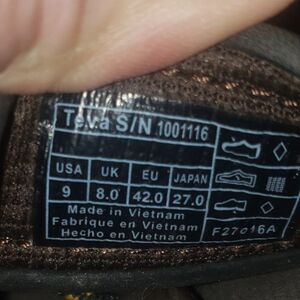 Teva S/N 1001116
USA UK EU JAPAN
9 8.0 42.0 27.0
Made in Vietnam
Fabrique en Vietnam
Hecho en Vietnam
F27016A